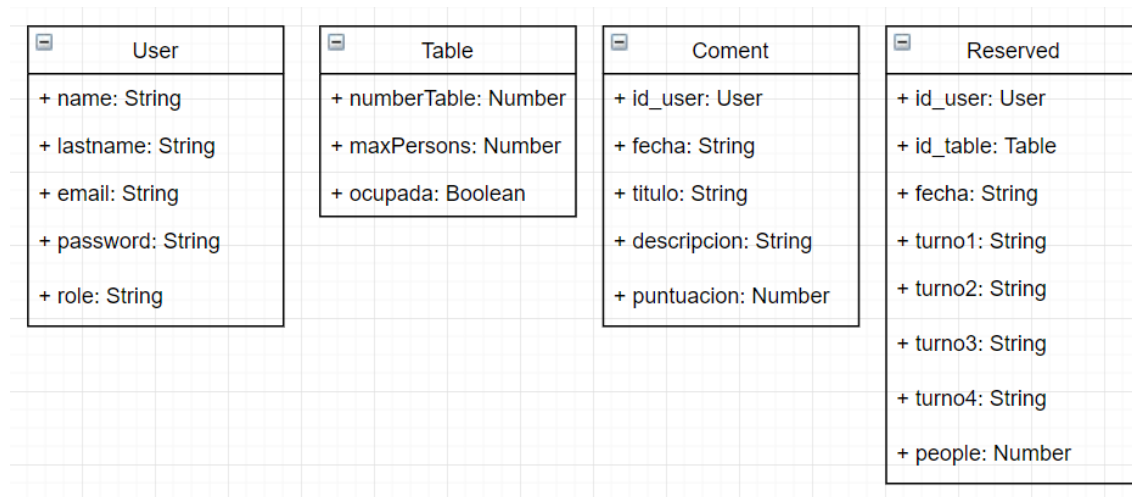 User
+ name: String
+ lastname: String
+ email: String
+ password: String
+ role: String
Table
+ numberTable: Number
+ maxPersons: Number
+ ocupada: Boolean
Coment
+ id_user: User
+ fecha: String
+ titulo: String
+ descripcion: String
+ puntuacion: Number
Reserved
+ id_user: User
+ id_table: Table
+ fecha: String
+ turno1: String
+ turno2: String
+ turno3: String
+ turno4: String
+ people: Number